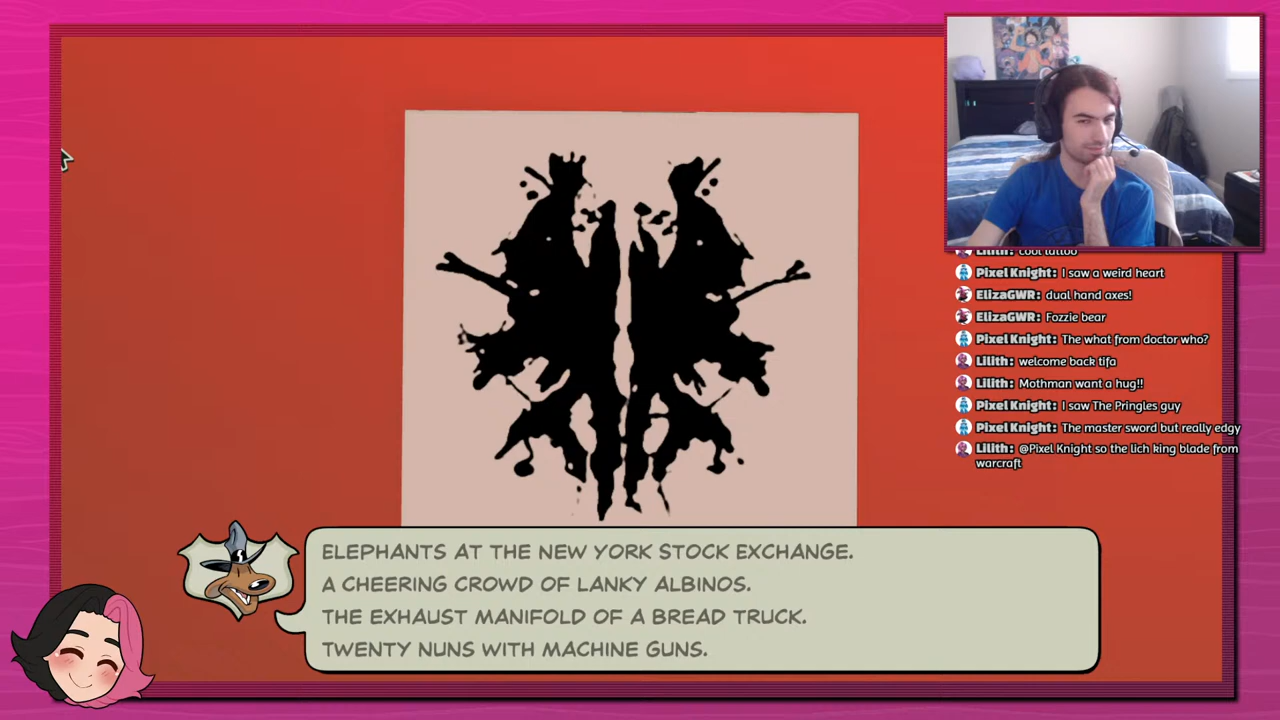 Lilith: cool tattoo
Pixel Knight: I saw a weird heart
ElizaGWR: dual hand axes!
ElizaGWR: Fozzie bear
Pixel Knight: The what from doctor who?
Lilith: welcome back tifa
Lilith: Mothman want a hug!!
Pixel Knight: I saw The Pringles guy
Pixel Knight: The master sword but really edgy
Lilith: @Pixel Knight so the lich king blade from
warcraft
ELEPHANTS AT THE NEW YORK STOCK EXCHANGE.
A CHEERING CROWD OF LANKY ALBINOS.
THE EXHAUST MANIFOLD OF A BREAD TRUCK.
TWENTY NUNS WITH MACHINE GUNS.